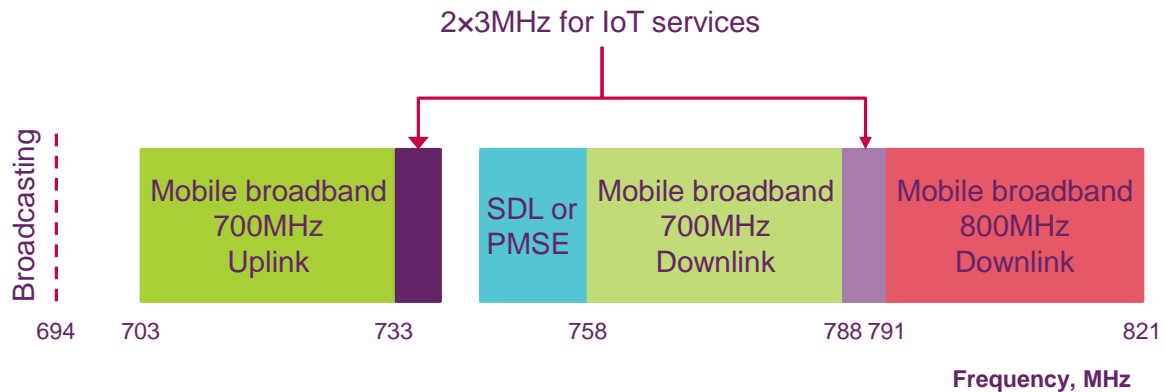 2×3MHz for IoT services
Broadcasting
Mobile broadband
700MHz
Uplink
SDL or
PMSE
Mobile broadband
700MHz
Downlink
Mobile broadband
800MHz
Downlink
694
703
733
758
788
791
821
Frequency, MHz